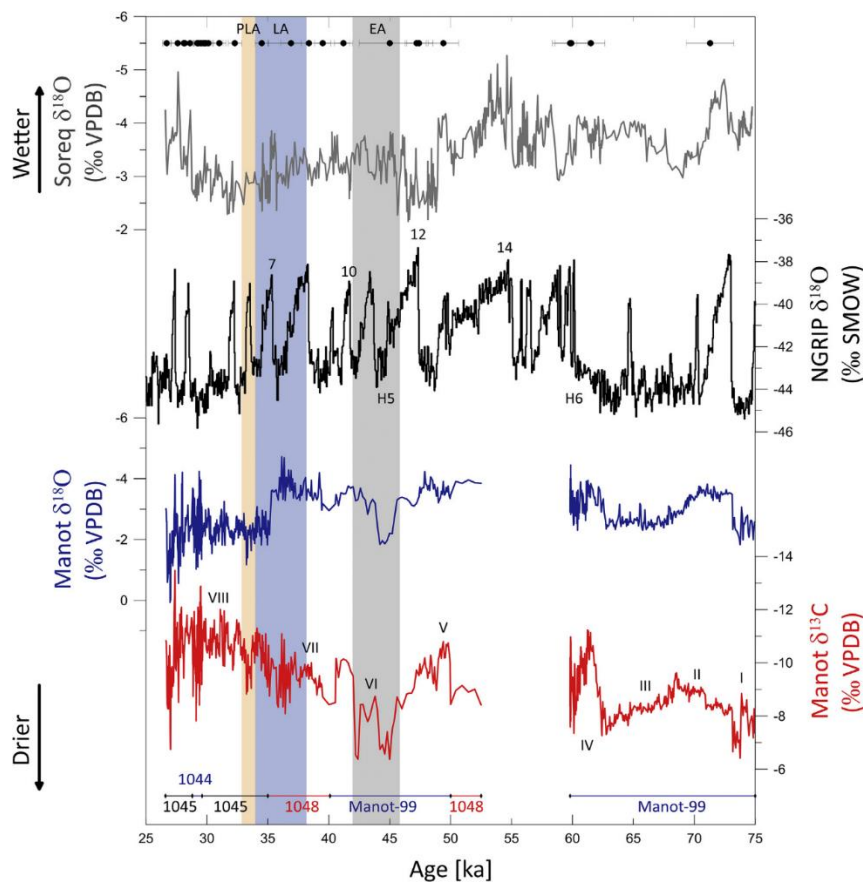 PLA LA EA
-6
-5
-4
-3
-2
Wetter
Soreq δ¹⁸O
(‰ VPDB)
-36
-38
-40
-42
-44
-46
NGRIP δ¹⁸O
(‰ SMOW)
7 10 12 14
H5 H6
-6
-4
-2
0
Manot δ¹⁸O
(‰ VPDB)
-14
-12
-10
-8
-6
Manot δ¹³C
(‰ VPDB)
VIII VII VI V IV III II I
Drier
1044
1045 1045 1048 Manot-99 1048 Manot-99
25 30 35 40 45 50 55 60 65 70 75
Age [ka]